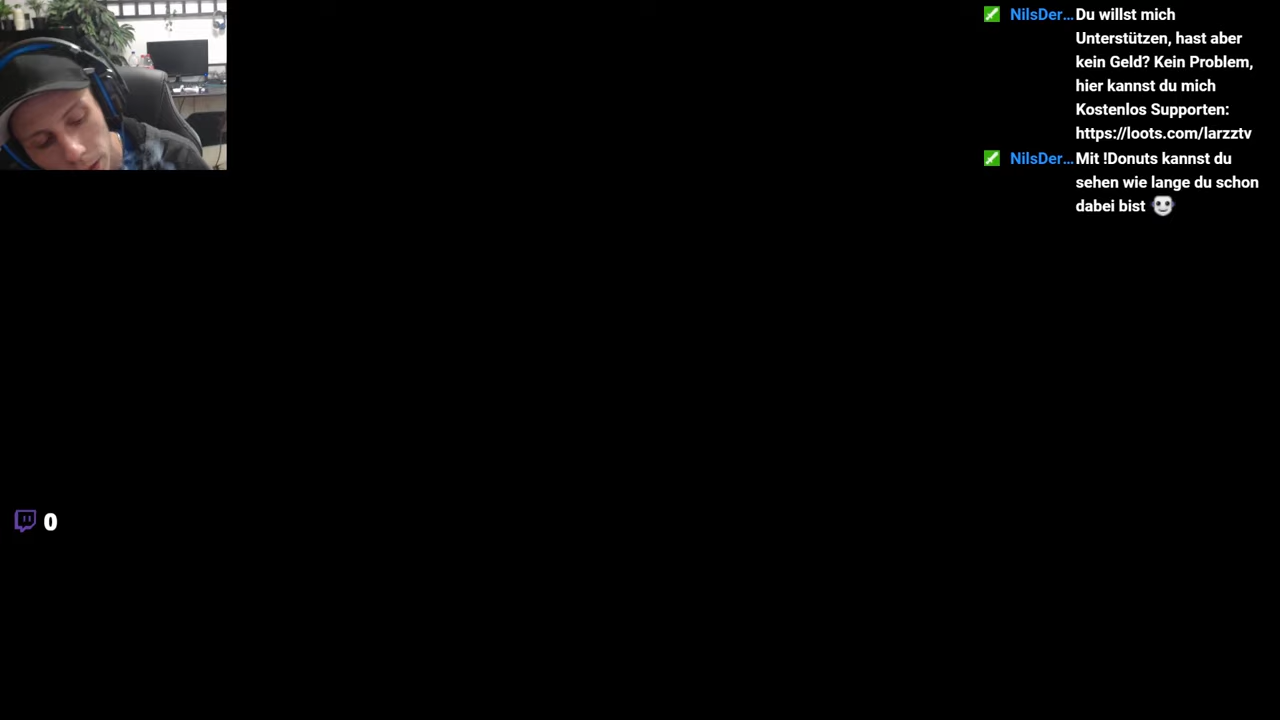 NilsDer... Du willst mich
Unterstützen, hast aber
kein Geld? Kein Problem,
hier kannst du mich
Kostenlos Supporten:
https://loots.com/larzztv
NilsDer... Mit !Donuts kannst du
sehen wie lange du schon
dabei bist
0